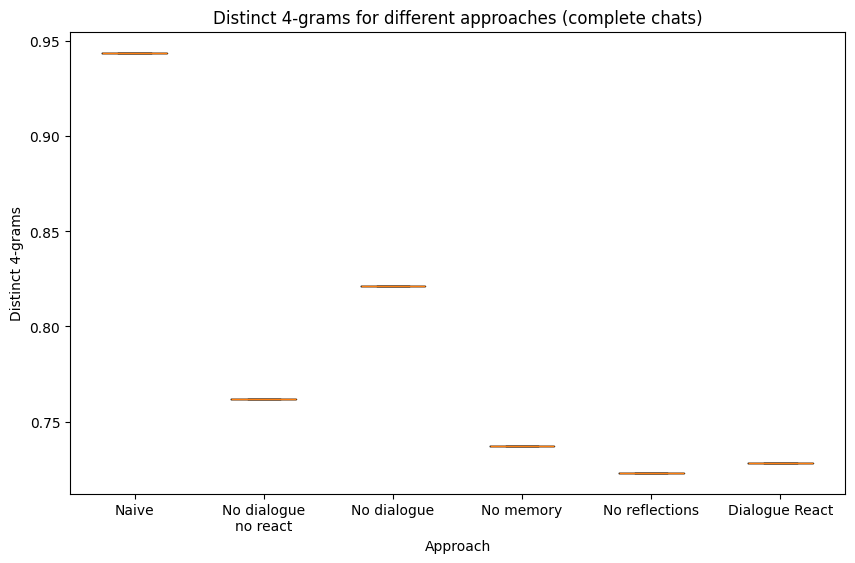 Distinct 4-grams for different approaches (complete chats)
Distinct 4-grams
0.95
0.90
0.85
0.80
0.75
Naive
No dialogue
no react
No dialogue
No memory
No reflections
Dialogue React
Approach